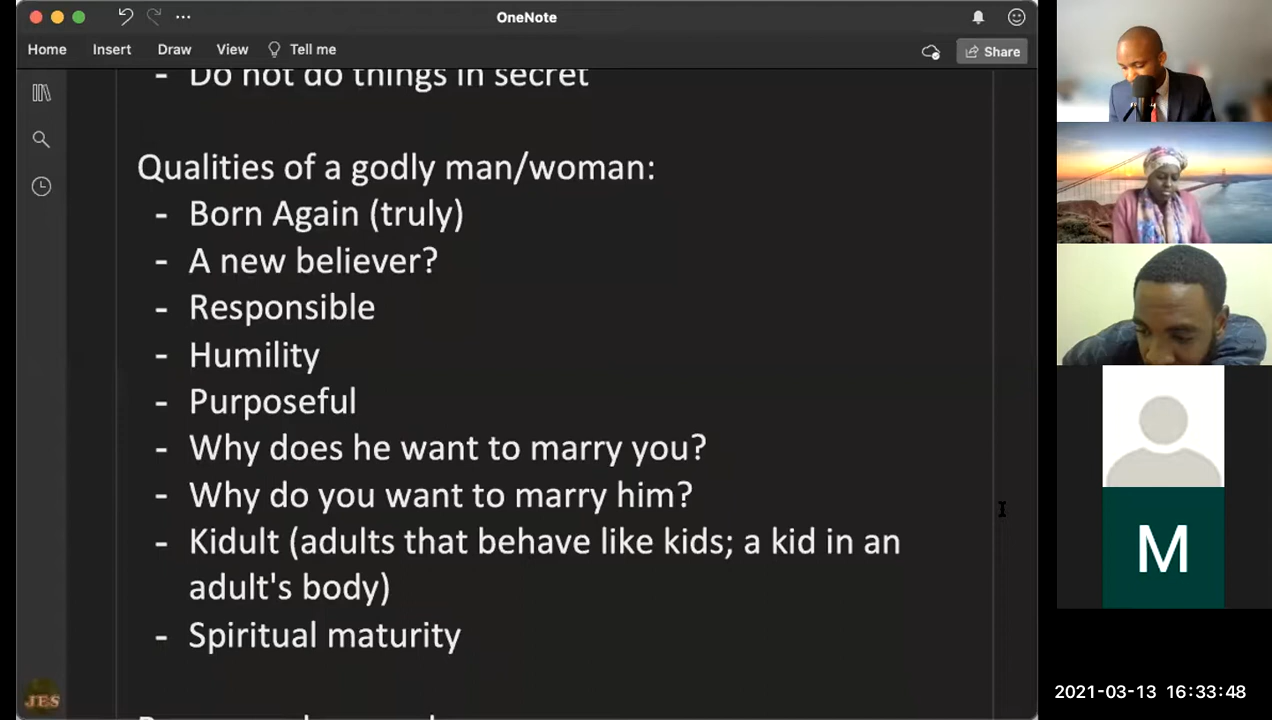 OneNote
Home Insert Draw View Tell me Share
- Do not do things in secret
Qualities of a godly man/woman:
- Born Again (truly)
- A new believer?
- Responsible
- Humility
- Purposeful
- Why does he want to marry you?
- Why do you want to marry him?
- Kidult (adults that behave like kids; a kid in an
adult's body)
- Spiritual maturity
JES
M
2021-03-13 16:33:48